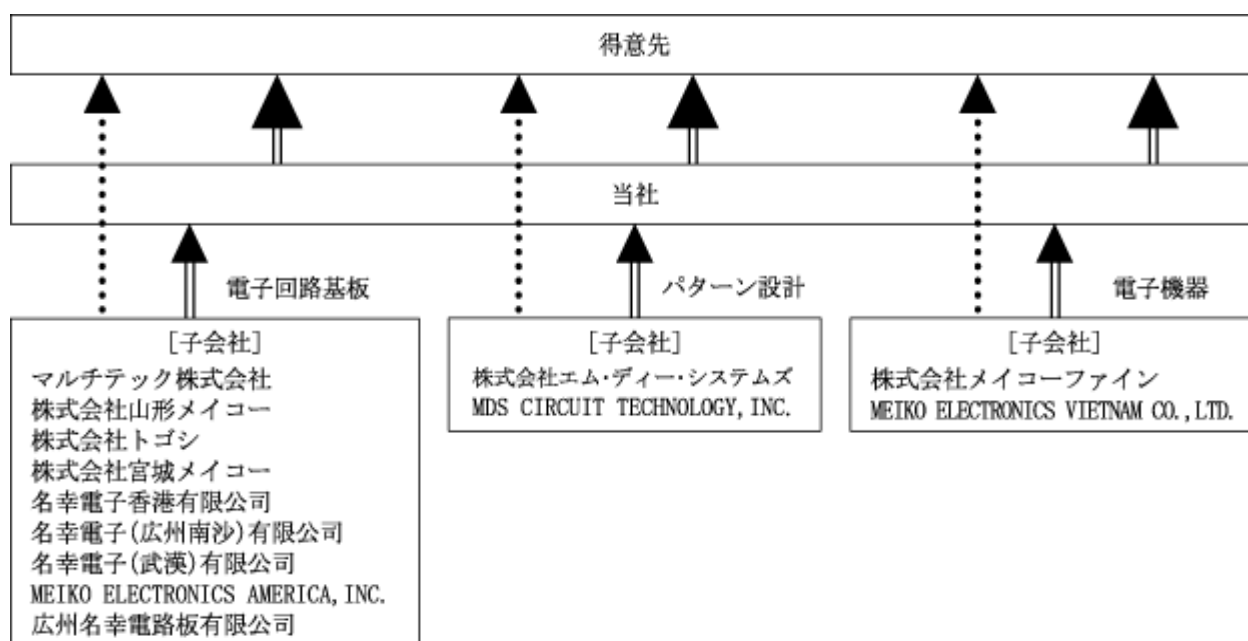 得意先
当社
電子回路基板
パターン設計
電子機器
[子会社]
マルチテック株式会社
株式会社山形メイコー
株式会社トゴシ
株式会社宮城メイコー
名幸電子香港有限公司
名幸電子(広州南沙)有限公司
名幸電子(武漢)有限公司
MEIKO ELECTRONICS AMERICA,INC.
広州名幸電路板有限公司
[子会社]
株式会社エム・ディー・システムズ
MDS CIRCUIT TECHNOLOGY,INC.
[子会社]
株式会社メイコーファイン
MEIKO ELECTRONICS VIETNAM CO.,LTD.